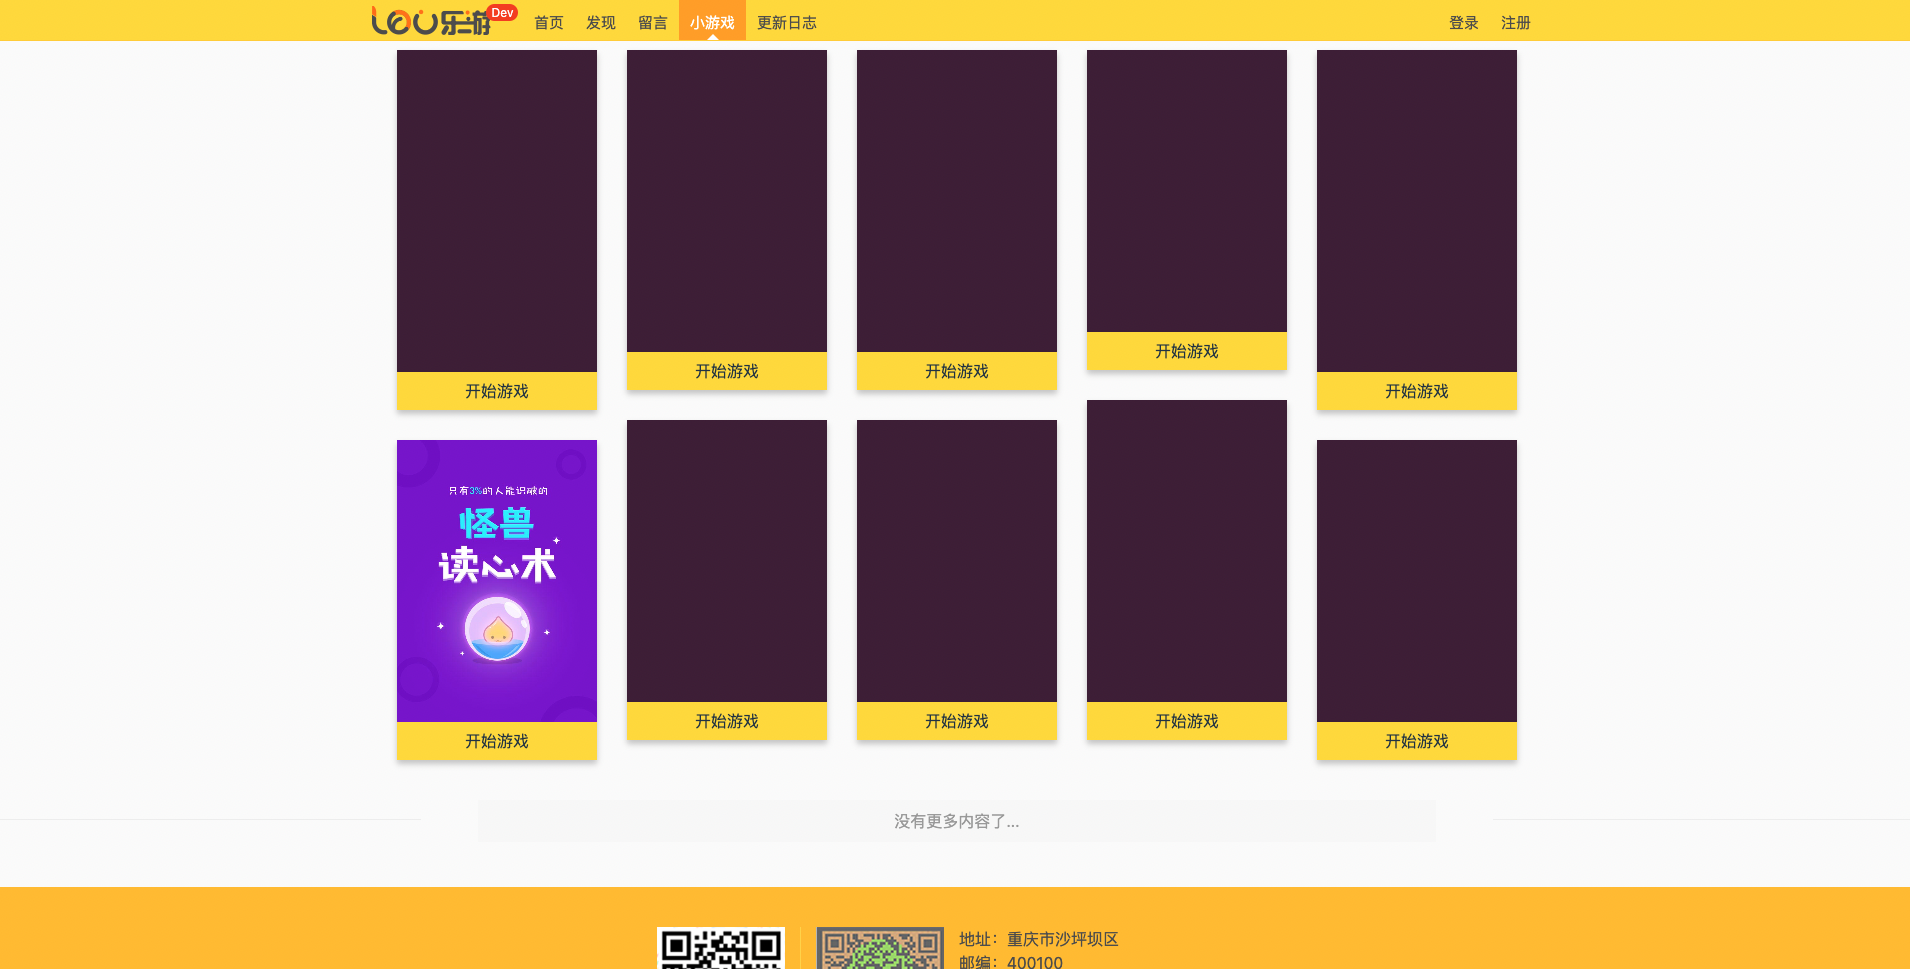 Leu乐游 Dev 首页 发现 留言 小游戏 更新日志 登录 注册
开始游戏
开始游戏
开始游戏
开始游戏
开始游戏
只有3%的人能识破的
怪兽
读心术
开始游戏
开始游戏
开始游戏
开始游戏
开始游戏
没有更多内容了...
地址：重庆市沙坪坝区
邮编：400100